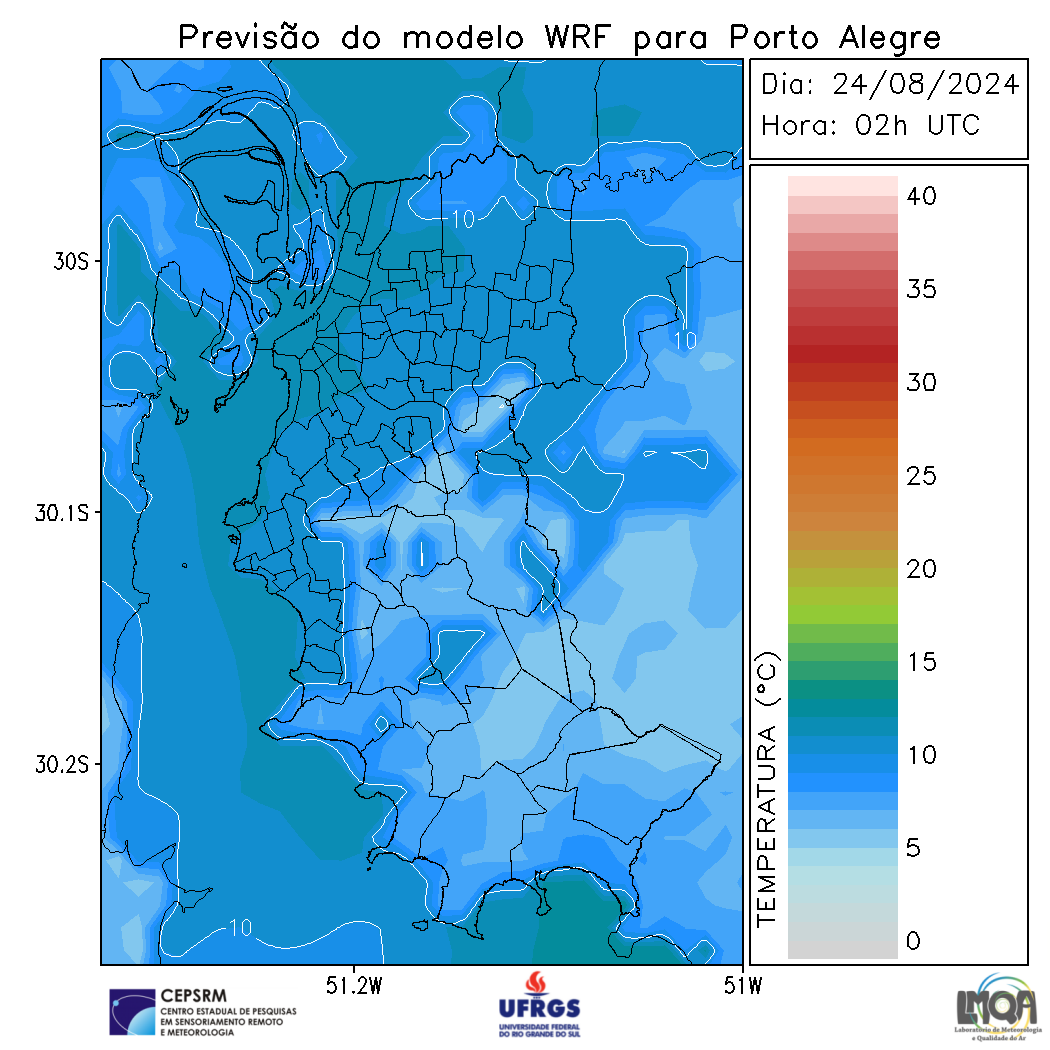 Previsão do modelo WRF para Porto Alegre
Dia: 24/08/2024
Hora: 02h UTC
30S
30.1S
30.2S
51.2W
51W
10
10
10
TEMPERATURA (°C)
40
35
30
25
20
15
10
5
0
CEPSRM
CENTRO ESTADUAL DE PESQUISAS
EM SENSORIAMENTO REMOTO
E METEOROLOGIA
UFRGS
UNIVERSIDADE FEDERAL
DO RIO GRANDE DO SUL
LMQA
Laboratório de Meteorologia
e Qualidade do Ar